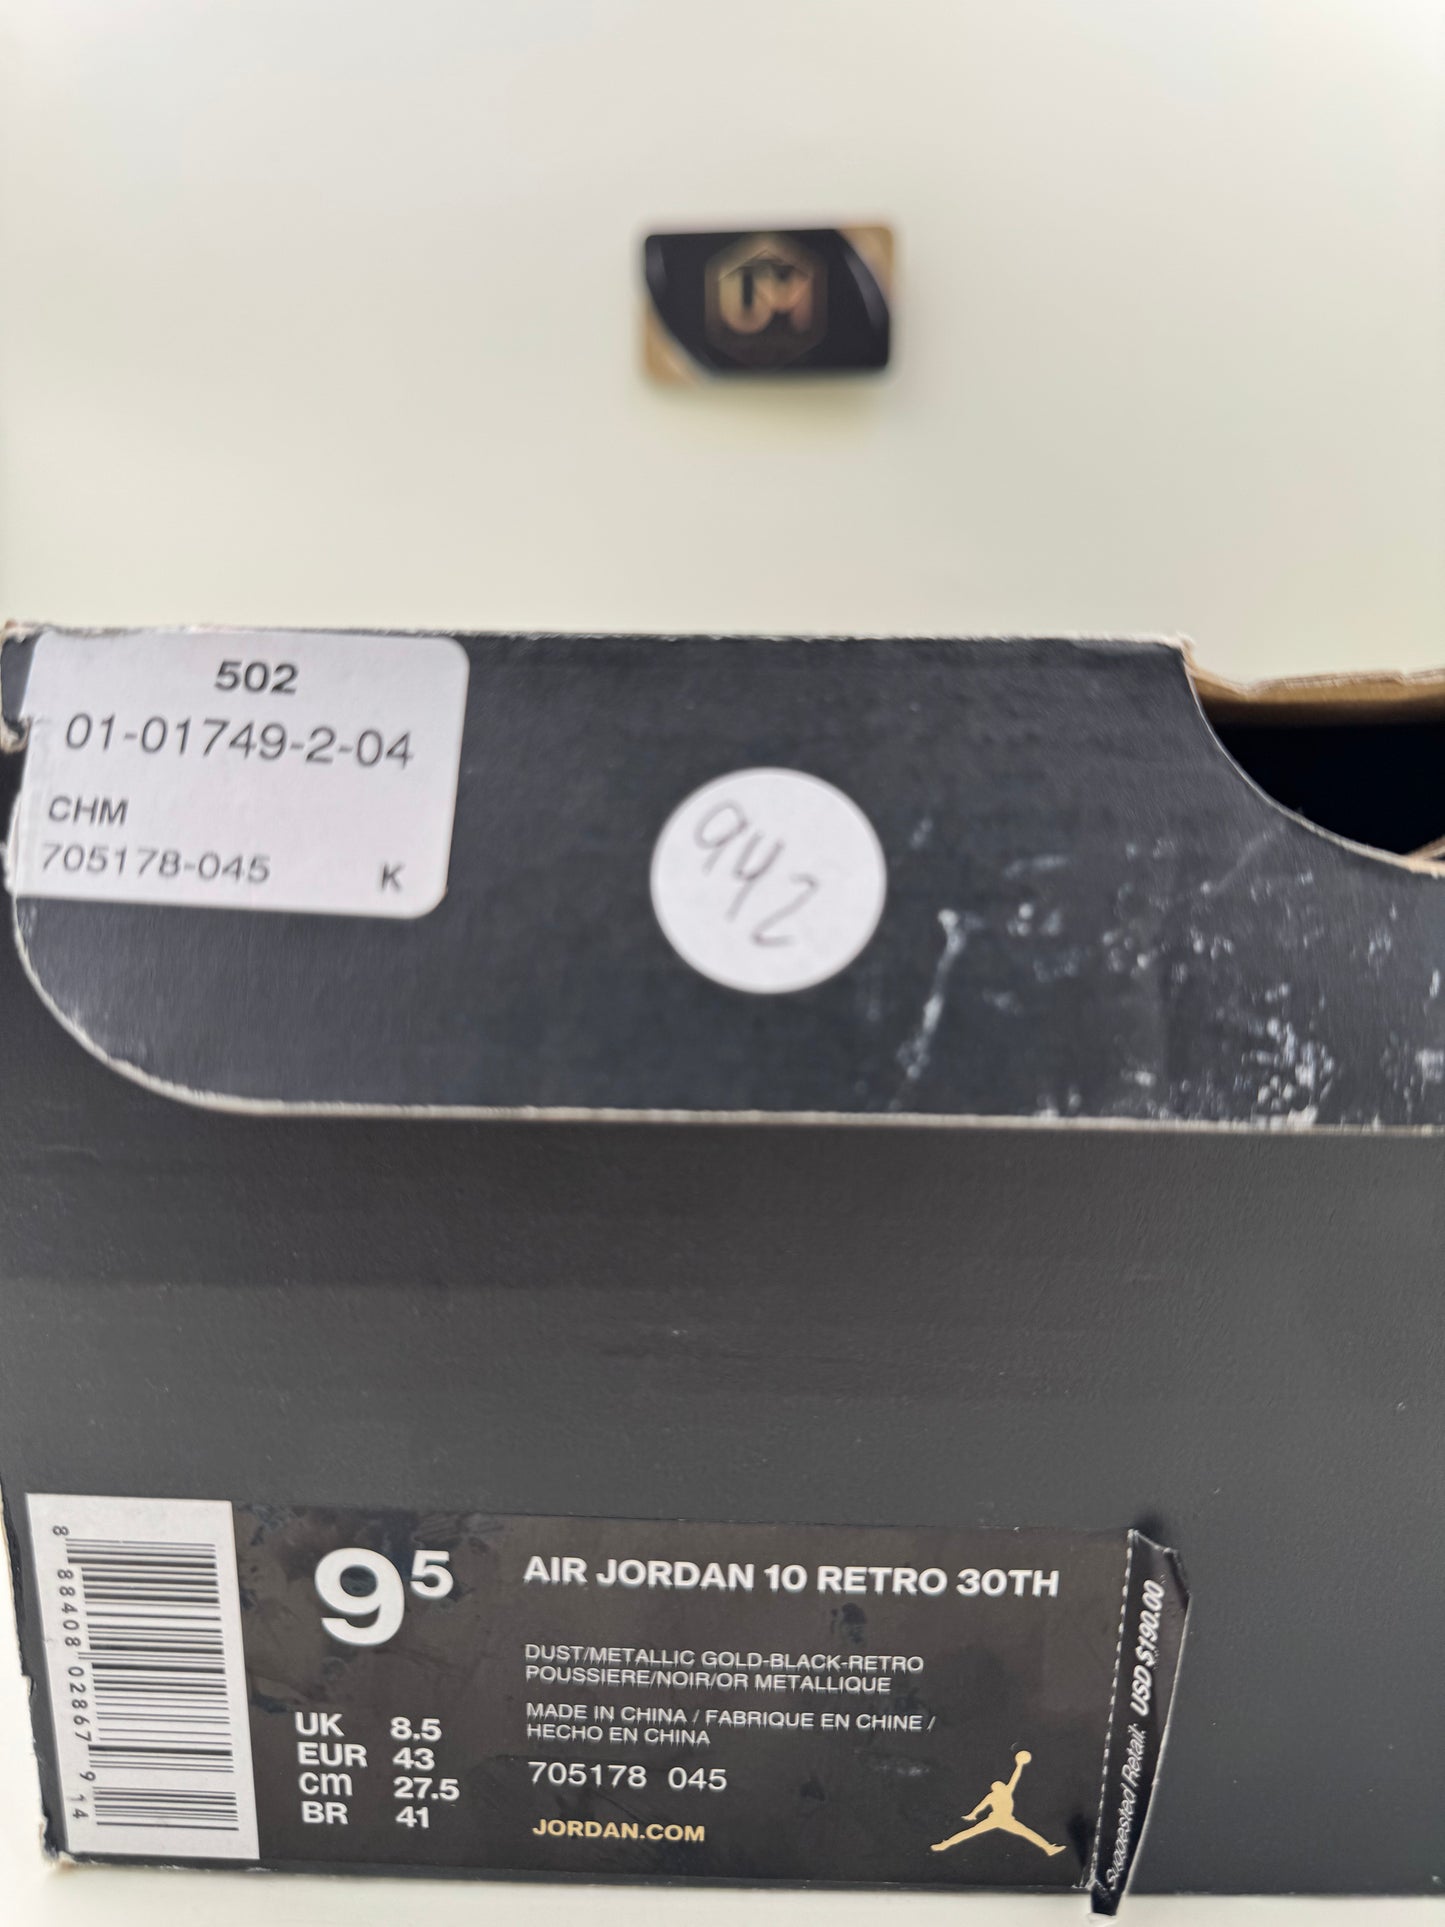 UM
502
01-01749-2-04
CHM
705178-045 K
942
8 88408 02867 9 14
9 5
AIR JORDAN 10 RETRO 30TH
DUST/METALLIC GOLD-BLACK-RETRO
POUSSIERE/NOIR/OR METALLIQUE
MADE IN CHINA / FABRIQUE EN CHINE /
HECHO EN CHINA
UK 8.5
EUR 43
cm 27.5
BR 41
705178 045
JORDAN.COM
Suggested Retail: USD $190.00